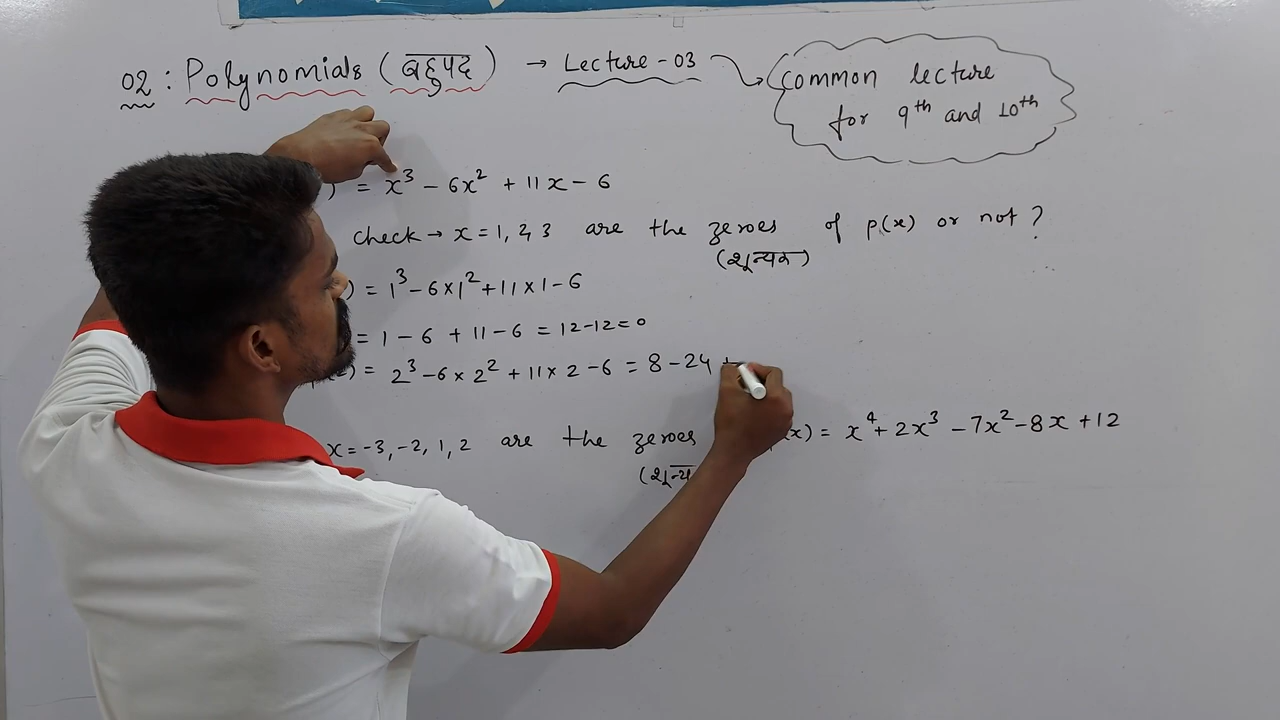 02 : Polynomials (बहुपद) → Lecture - 03
Common lecture
for 9th and 10th
) = x³ - 6x² + 11x - 6
check → x = 1, 2, 3 are the zeroes of p(x) or not ?
(शून्यक)
) = 1³ - 6 × 1² + 11 × 1 - 6
= 1 - 6 + 11 - 6 = 12 - 12 = 0
) = 2³ - 6 × 2² + 11 × 2 - 6 = 8 - 24 +
x = -3, -2, 1, 2 are the zeroes (x) = x⁴ + 2x³ - 7x² - 8x + 12
(शून्य